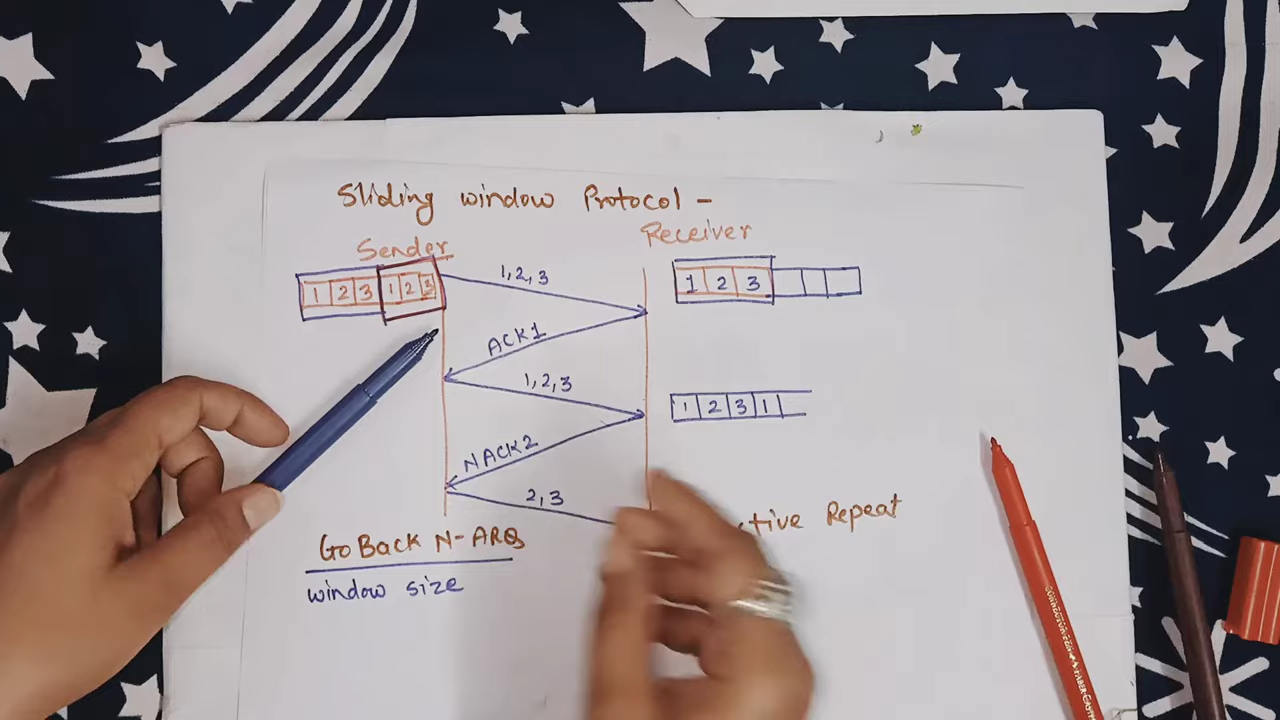 Sliding window Protocol -
Sender
Receiver
1 2 3 1 2 3
1,2,3
1 2 3
ACK1
1,2,3
1 2 3 1
NACK2
2,3
Repeat
GoBack N-ARQ
window size